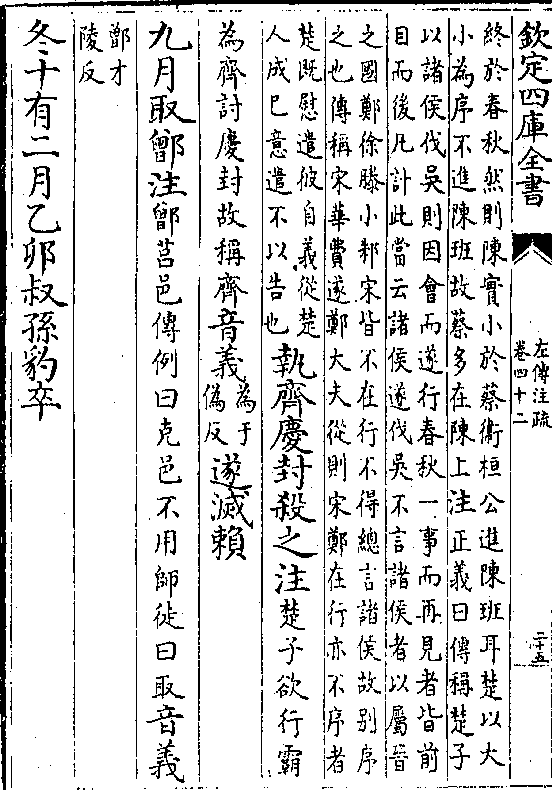 欽定四庫全書
左傳注疏
卷四十二
二十五
終於春秋然則陳實小於蔡衛桓公進陳班耳楚以大
小為序不進陳班故蔡多在陳上注正義曰傳稱楚子
以諸侯伐吳則因會而遂行春秋一事而再見者皆前
目而後凡計此當云諸侯遂伐吳不言諸侯者以屬晉
之國鄭徐滕小邾宋皆不在行不得總言諸侯故别序
之也傳稱宋華費遂鄭大夫從則宋鄭在行亦不序者
楚既慰遣彼自義從楚
人成已意遣不以告也執齊慶封殺之注楚子欲行霸
為齊討慶封故稱齊音義為于
偽反遂滅賴
九月取鄫注鄫莒邑傳例曰克邑不用師徒曰取音義
鄫才
陵反
冬十有二月乙卯叔孫豹卒